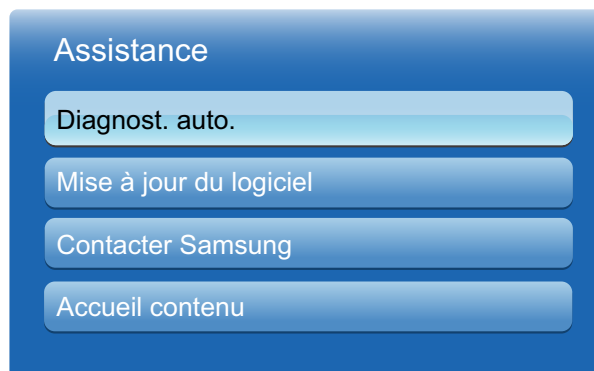 Assistance
Diagnost. auto.
Mise à jour du logiciel
Contacter Samsung
Accueil contenu